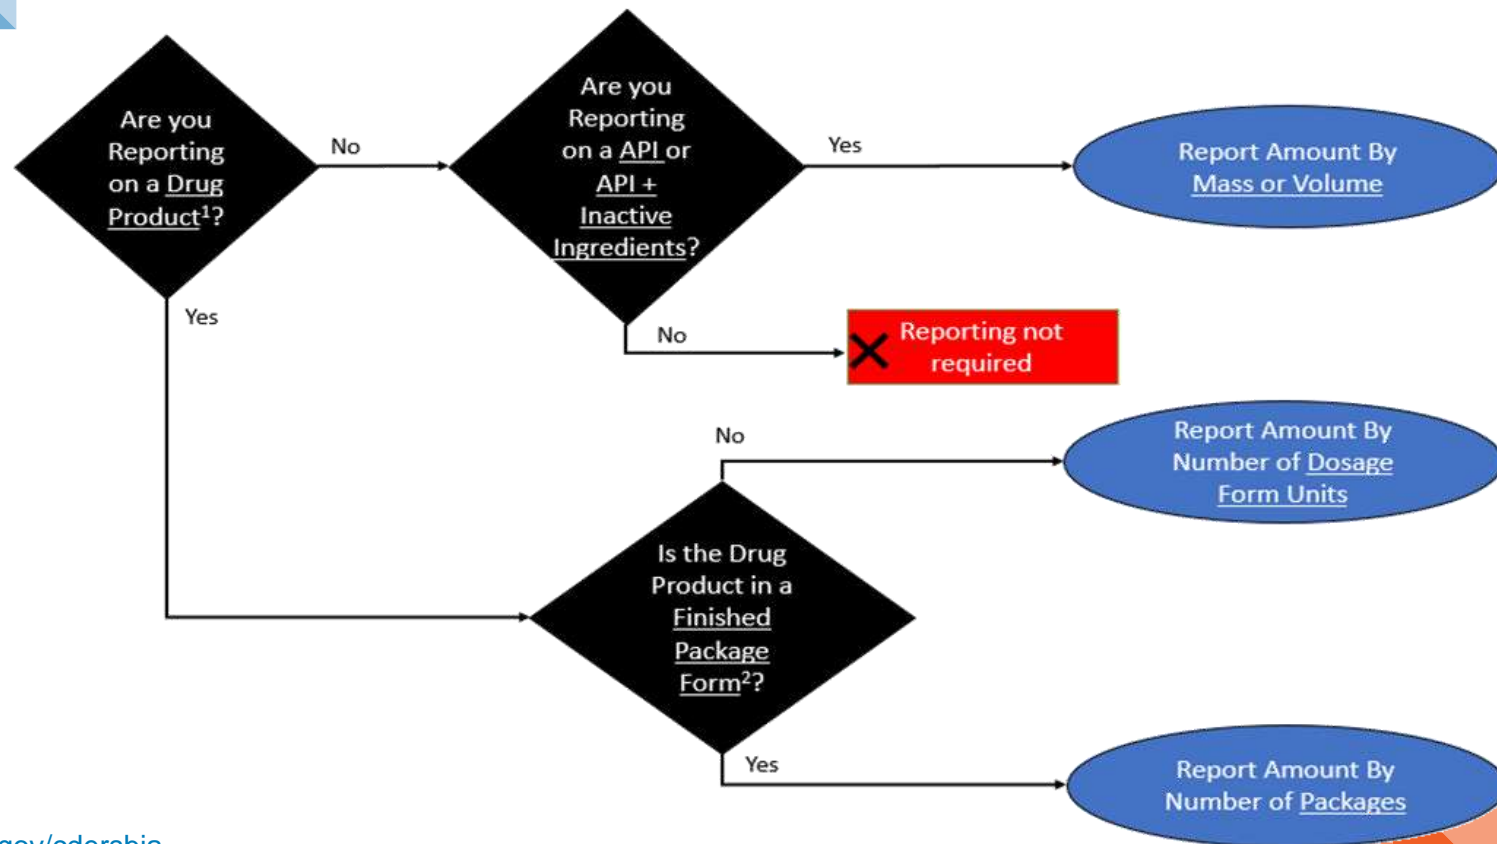 Are you
Reporting
on a Drug
Product¹?
No
Are you
Reporting
on a API or
API +
Inactive
Ingredients?
Yes
Report Amount By
Mass or Volume
No
Reporting not
required
Yes
No
Report Amount By
Number of Dosage
Form Units
Is the Drug
Product in a
Finished
Package
Form²?
Yes
Report Amount By
Number of Packages